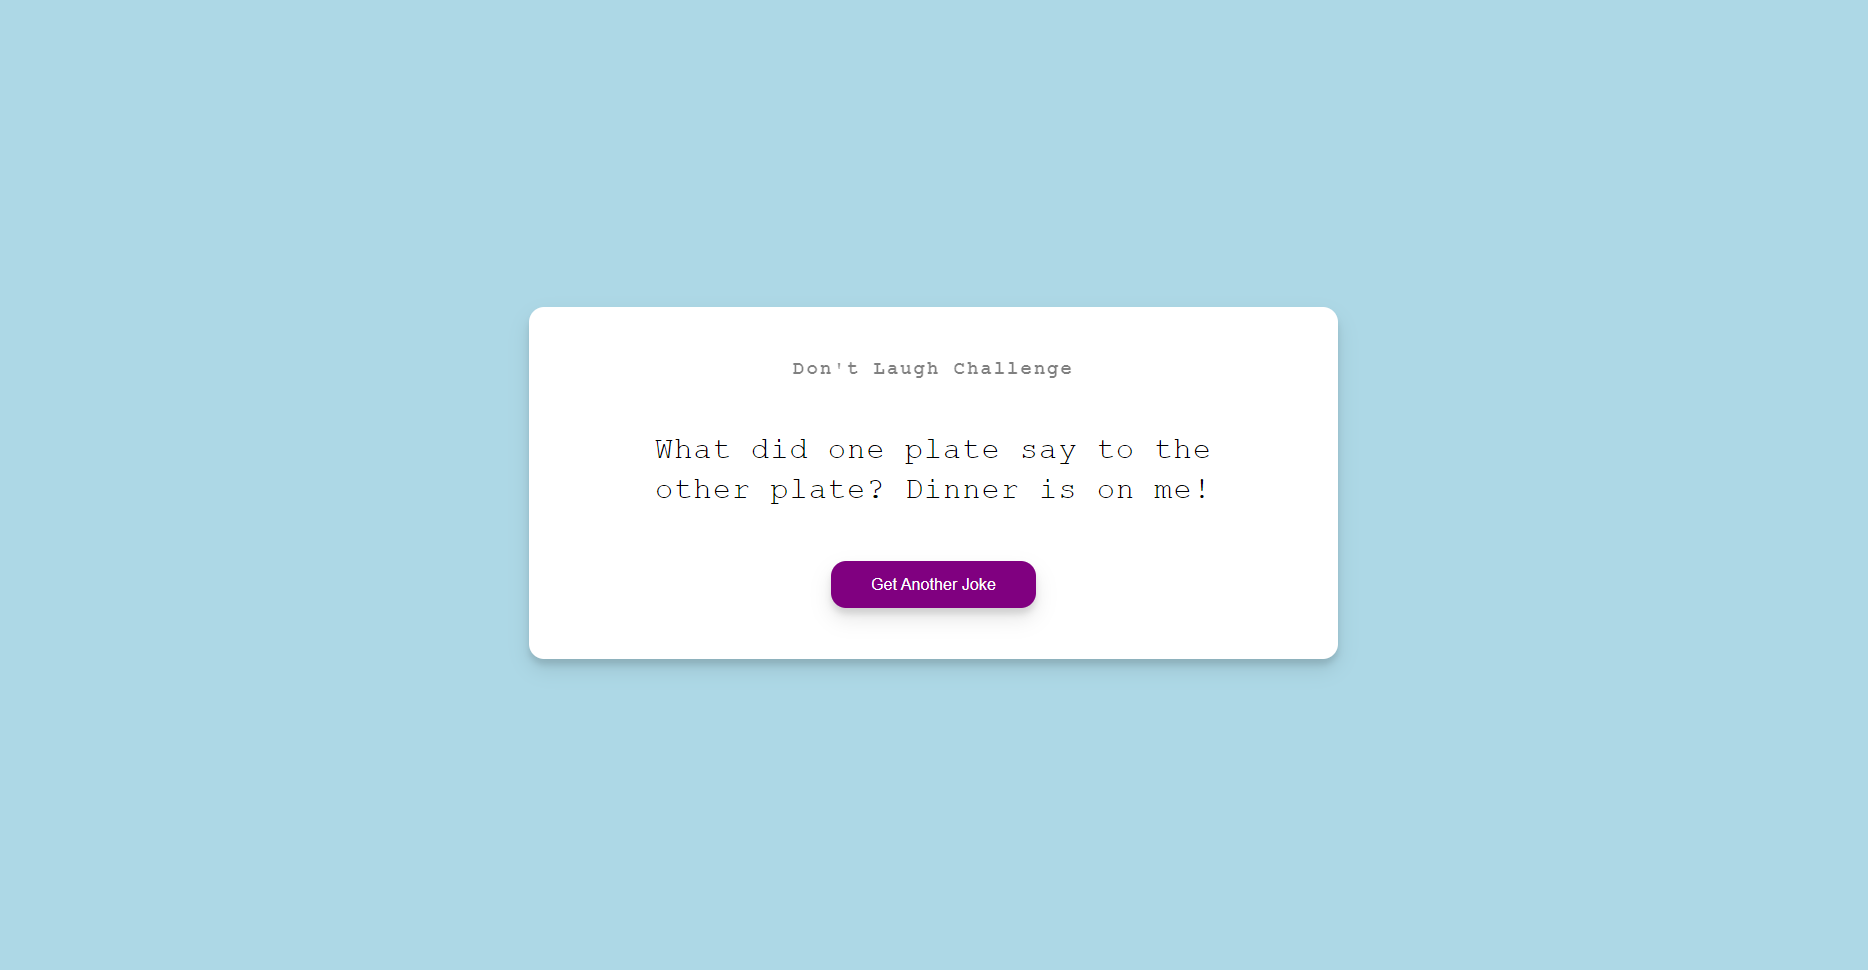 Don't Laugh Challenge
What did one plate say to the
other plate? Dinner is on me!
Get Another Joke